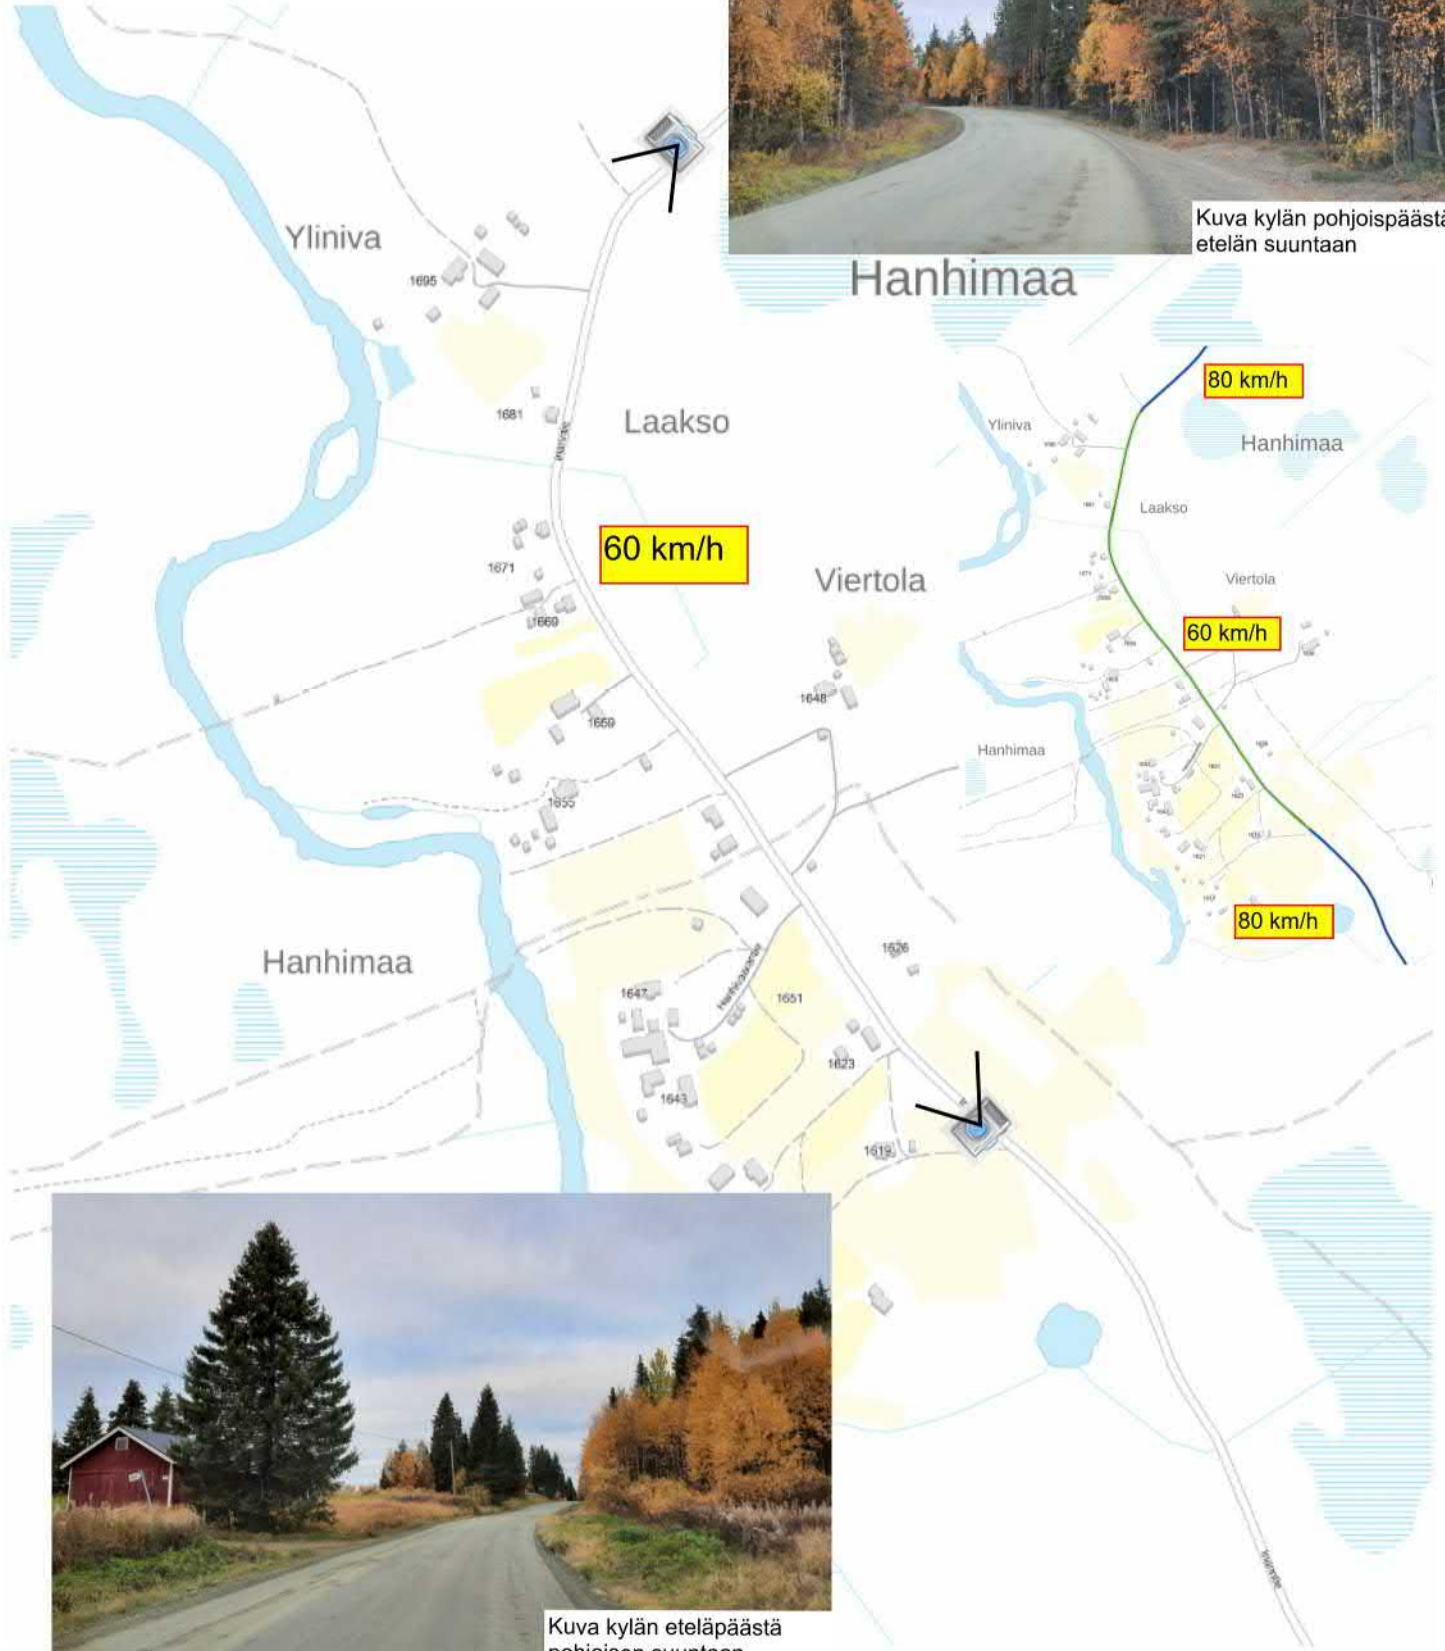 Kuva kylän pohjoispäästä
etelän suuntaan
Hanhimaa
Yliniva
1695
1681
Laakso
60 km/h
1671
1669
Viertola
1648
1659
1655
Hanhimaa
1647
1651
1626
1623
1643
1619
80 km/h
Yliniva
Hanhimaa
Laakso
Viertola
60 km/h
Hanhimaa
80 km/h
Kuva kylän eteläpäästä
pohjoisen suuntaan